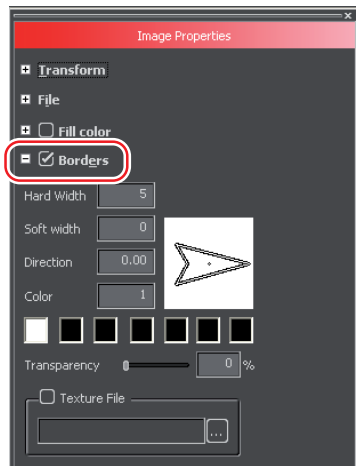 Image Properties
Transform
File
Fill color
Borders
Hard Width 5
Soft width 0
Direction 0.00
Color 1
Transparency 0 %
Texture File
...